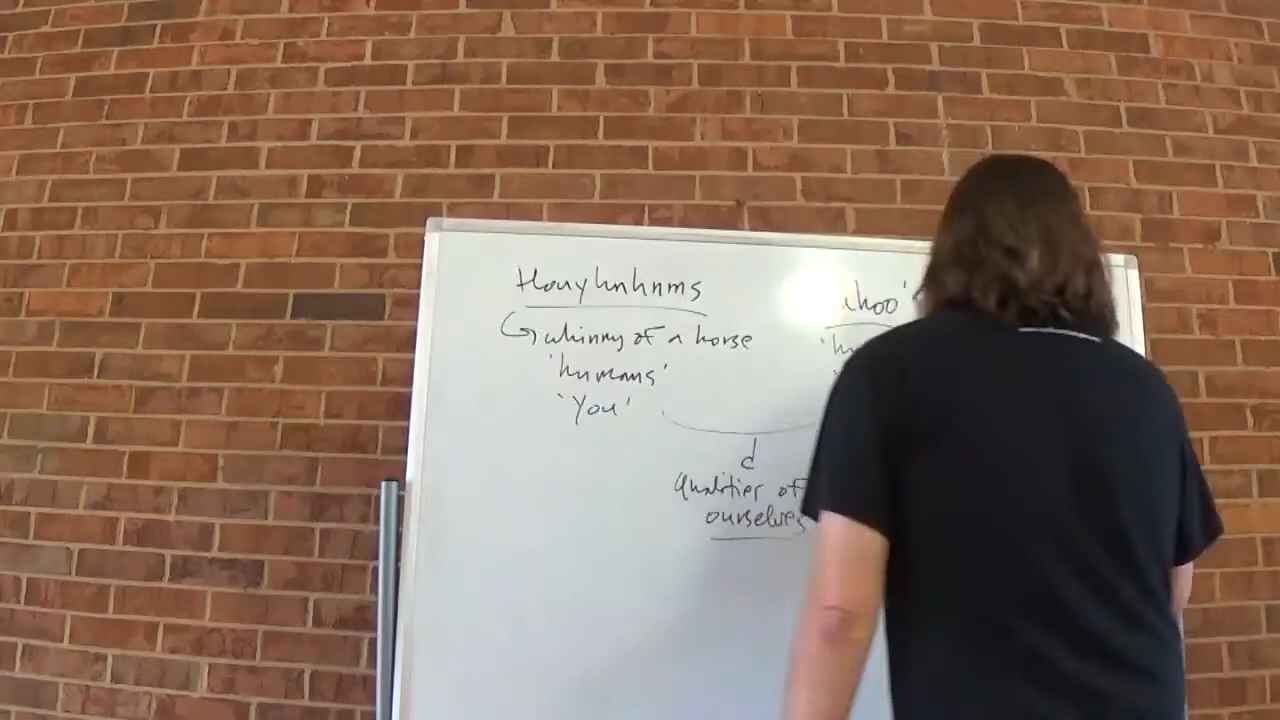 Houyhnhnms
whinny of a horse
'humans'
'You'
Qualities of
ourselves